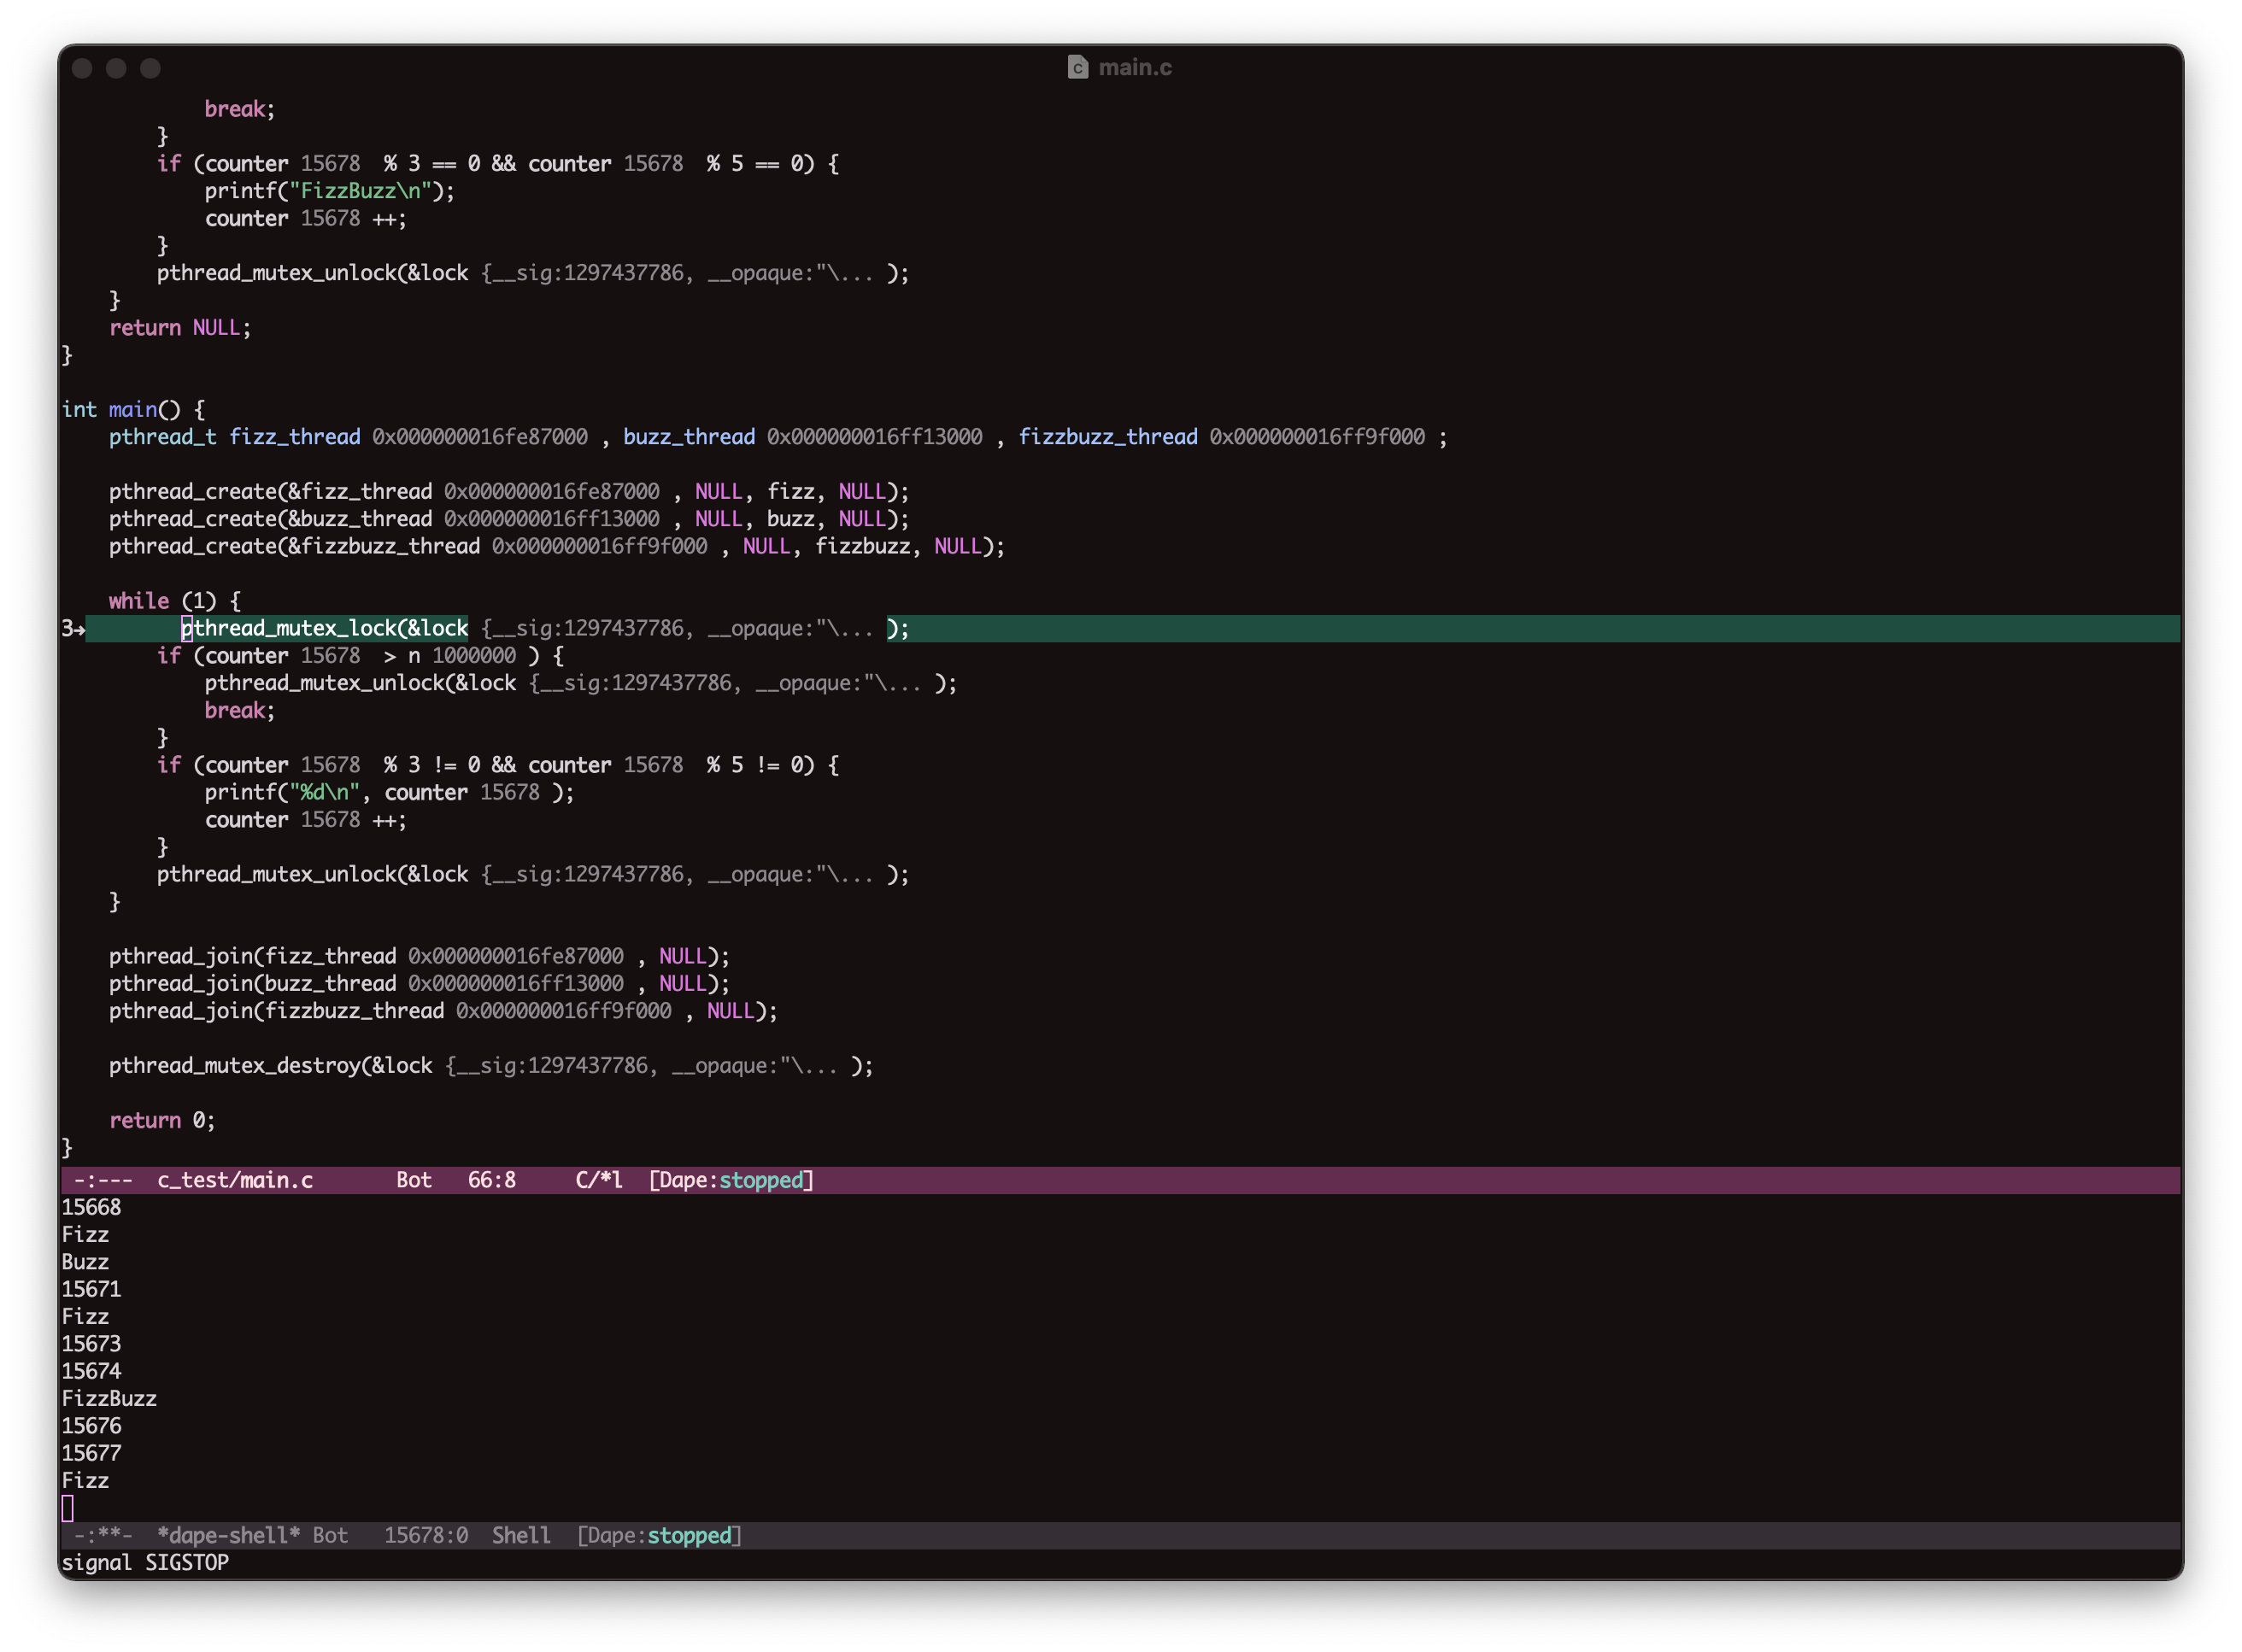 main.c
            break;
        }
        if (counter 15678  % 3 == 0 && counter 15678  % 5 == 0) {
            printf("FizzBuzz\n");
            counter 15678 ++;
        }
        pthread_mutex_unlock(&lock {__sig:1297437786, __opaque:"\... );
    }
    return NULL;
}

int main() {
    pthread_t fizz_thread 0x000000016fe87000 , buzz_thread 0x000000016ff13000 , fizzbuzz_thread 0x000000016ff9f000 ;

    pthread_create(&fizz_thread 0x000000016fe87000 , NULL, fizz, NULL);
    pthread_create(&buzz_thread 0x000000016ff13000 , NULL, buzz, NULL);
    pthread_create(&fizzbuzz_thread 0x000000016ff9f000 , NULL, fizzbuzz, NULL);

    while (1) {
3→        pthread_mutex_lock(&lock {__sig:1297437786, __opaque:"\... );
        if (counter 15678  > n 1000000 ) {
            pthread_mutex_unlock(&lock {__sig:1297437786, __opaque:"\... );
            break;
        }
        if (counter 15678  % 3 != 0 && counter 15678  % 5 != 0) {
            printf("%d\n", counter 15678 );
            counter 15678 ++;
        }
        pthread_mutex_unlock(&lock {__sig:1297437786, __opaque:"\... );
    }

    pthread_join(fizz_thread 0x000000016fe87000 , NULL);
    pthread_join(buzz_thread 0x000000016ff13000 , NULL);
    pthread_join(fizzbuzz_thread 0x000000016ff9f000 , NULL);

    pthread_mutex_destroy(&lock {__sig:1297437786, __opaque:"\... );

    return 0;
}
 -:---  c_test/main.c       Bot   66:8     C/*l  [Dape:stopped]
15668
Fizz
Buzz
15671
Fizz
15673
15674
FizzBuzz
15676
15677
Fizz
 -:**-  *dape-shell* Bot   15678:0  Shell  [Dape:stopped]
signal SIGSTOP